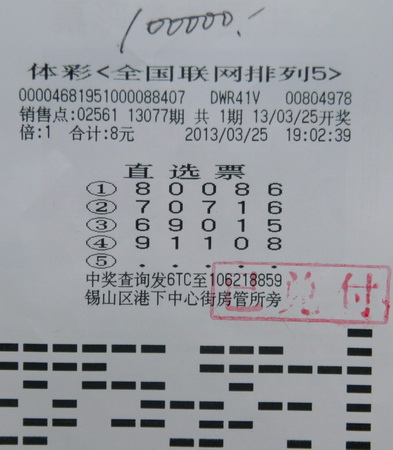 100000.
体彩<全国联网排列5>
00004681951000088407 DWR41V 00804978
销售点:02561 13077期 共 1期 13/03/25开奖
倍:1 合计:8元 2013/03/25 19:02:39
直选票
① 8 0 0 8 6
② 7 0 7 1 6
③ 6 9 0 1 5
④ 9 1 1 0 8
⑤ . . . . .
中奖查询发6TC至106218859
锡山区港下中心街房管所旁
已兑付